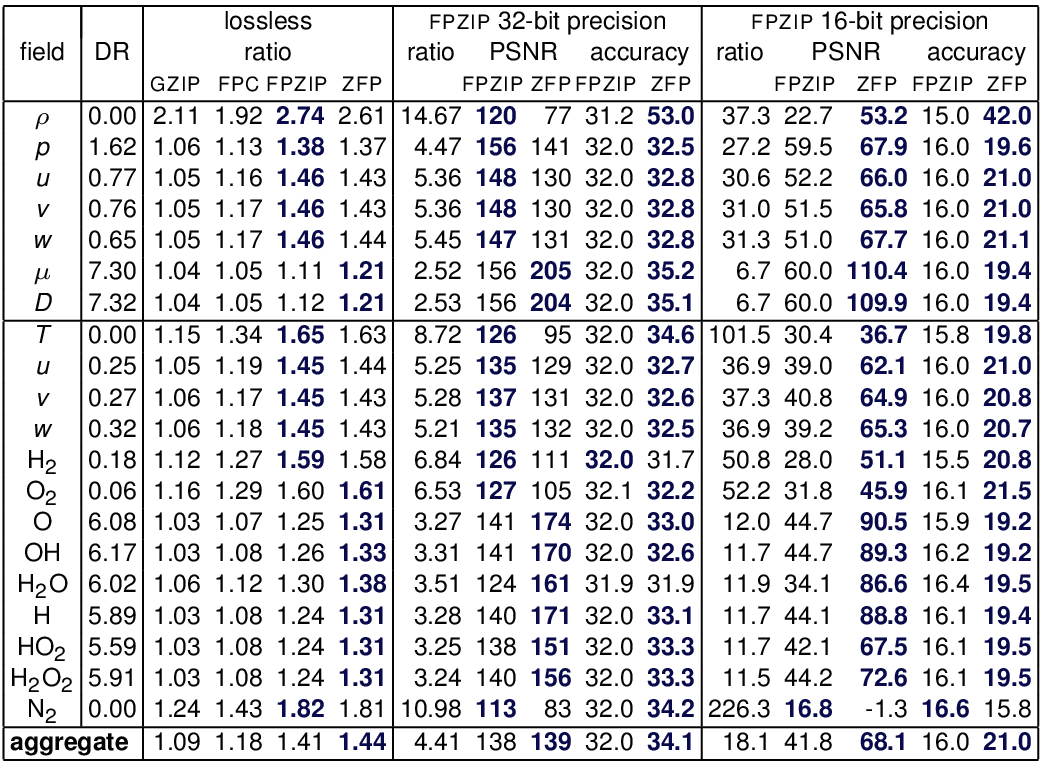 lossless FPZIP 32-bit precision FPZIP 16-bit precision
field DR ratio ratio PSNR accuracy ratio PSNR accuracy
GZIP FPC FPZIP ZFP FPZIP ZFP FPZIP ZFP FPZIP ZFP FPZIP ZFP
ρ 0.00 2.11 1.92 2.74 2.61 14.67 120 77 31.2 53.0 37.3 22.7 53.2 15.0 42.0
p 1.62 1.06 1.13 1.38 1.37 4.47 156 141 32.0 32.5 27.2 59.5 67.9 16.0 19.6
u 0.77 1.05 1.16 1.46 1.43 5.36 148 130 32.0 32.8 30.6 52.2 66.0 16.0 21.0
v 0.76 1.05 1.17 1.46 1.43 5.36 148 130 32.0 32.8 31.0 51.5 65.8 16.0 21.0
w 0.65 1.05 1.17 1.46 1.44 5.45 147 131 32.0 32.8 31.3 51.0 67.7 16.0 21.1
μ 7.30 1.04 1.05 1.11 1.21 2.52 156 205 32.0 35.2 6.7 60.0 110.4 16.0 19.4
D 7.32 1.04 1.05 1.12 1.21 2.53 156 204 32.0 35.1 6.7 60.0 109.9 16.0 19.4
T 0.00 1.15 1.34 1.65 1.63 8.72 126 95 32.0 34.6 101.5 30.4 36.7 15.8 19.8
u 0.25 1.05 1.19 1.45 1.44 5.25 135 129 32.0 32.7 36.9 39.0 62.1 16.0 21.0
v 0.27 1.06 1.17 1.45 1.43 5.28 137 131 32.0 32.6 37.3 40.8 64.9 16.0 20.8
w 0.32 1.06 1.18 1.45 1.43 5.21 135 132 32.0 32.5 36.9 39.2 65.3 16.0 20.7
H₂ 0.18 1.12 1.27 1.59 1.58 6.84 126 111 32.0 31.7 50.8 28.0 51.1 15.5 20.8
O₂ 0.06 1.16 1.29 1.60 1.61 6.53 127 105 32.1 32.2 52.2 31.8 45.9 16.1 21.5
O 6.08 1.03 1.07 1.25 1.31 3.27 141 174 32.0 33.0 12.0 44.7 90.5 15.9 19.2
OH 6.17 1.03 1.08 1.26 1.33 3.31 141 170 32.0 32.6 11.7 44.7 89.3 16.2 19.2
H₂O 6.02 1.06 1.12 1.30 1.38 3.51 124 161 31.9 31.9 11.9 34.1 86.6 16.4 19.5
H 5.89 1.03 1.08 1.24 1.31 3.28 140 171 32.0 33.1 11.7 44.1 88.8 16.1 19.4
HO₂ 5.59 1.03 1.08 1.24 1.31 3.25 138 151 32.0 33.3 11.7 42.1 67.5 16.1 19.5
H₂O₂ 5.91 1.03 1.08 1.24 1.31 3.24 140 156 32.0 33.3 11.5 44.2 72.6 16.1 19.5
N₂ 0.00 1.24 1.43 1.82 1.81 10.98 113 83 32.0 34.2 226.3 16.8 -1.3 16.6 15.8
aggregate 1.09 1.18 1.41 1.44 4.41 138 139 32.0 34.1 18.1 41.8 68.1 16.0 21.0